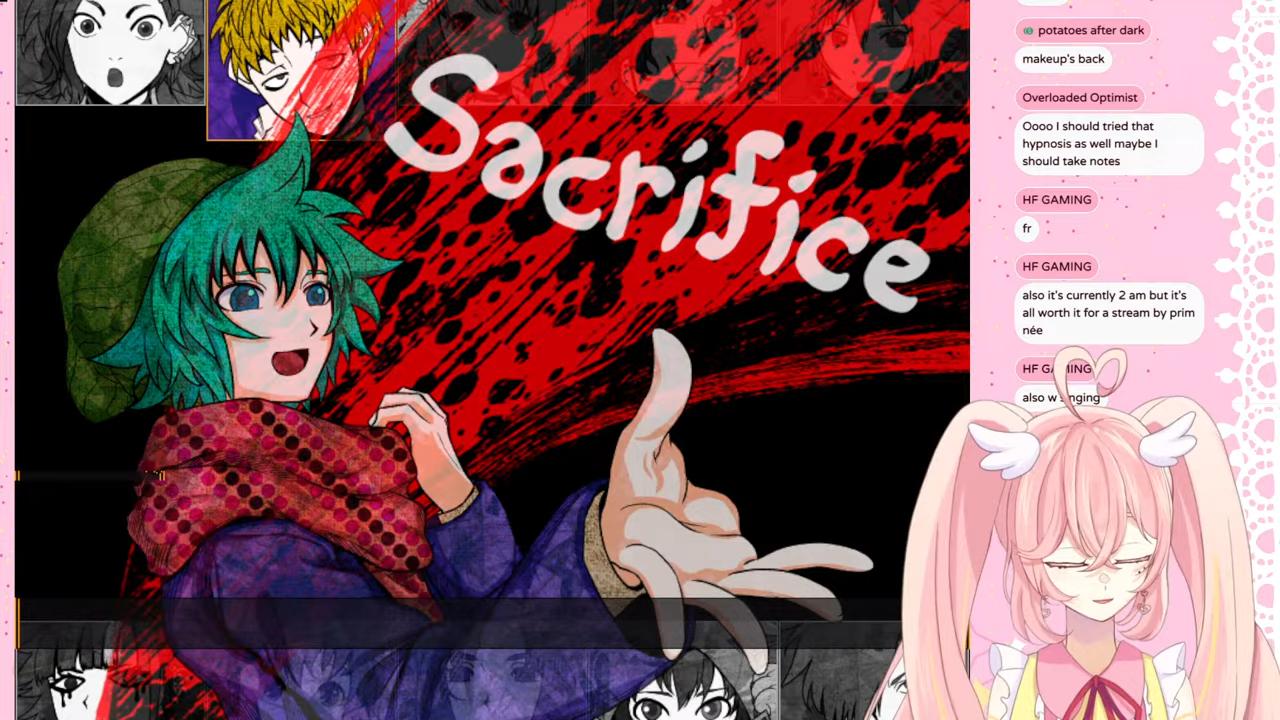 Sacrifice
potatoes after dark
makeup's back
Overloaded Optimist
Oooo I should tried that
hypnosis as well maybe I
should take notes
HF GAMING
fr
HF GAMING
also it's currently 2 am but it's
all worth it for a stream by prim
née
HF GAMING
also w